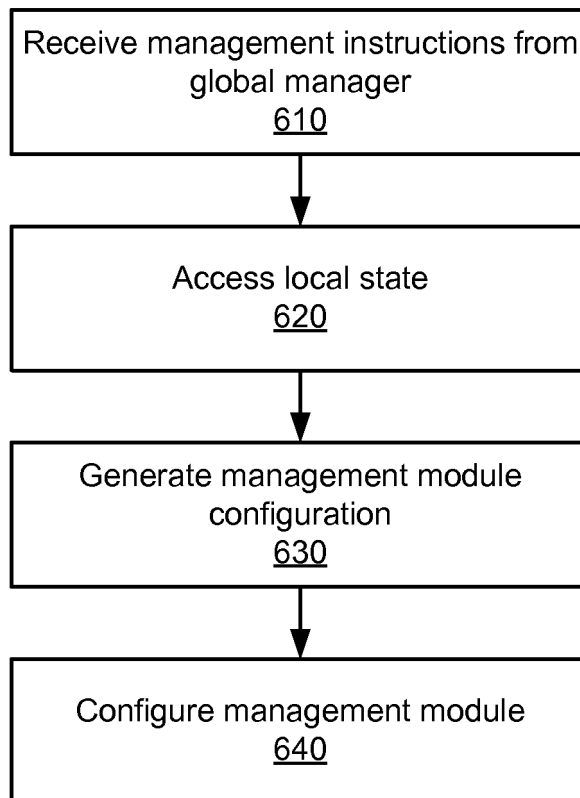 Receive management instructions from
global manager
610
Access local state
620
Generate management module
configuration
630
Configure management module
640